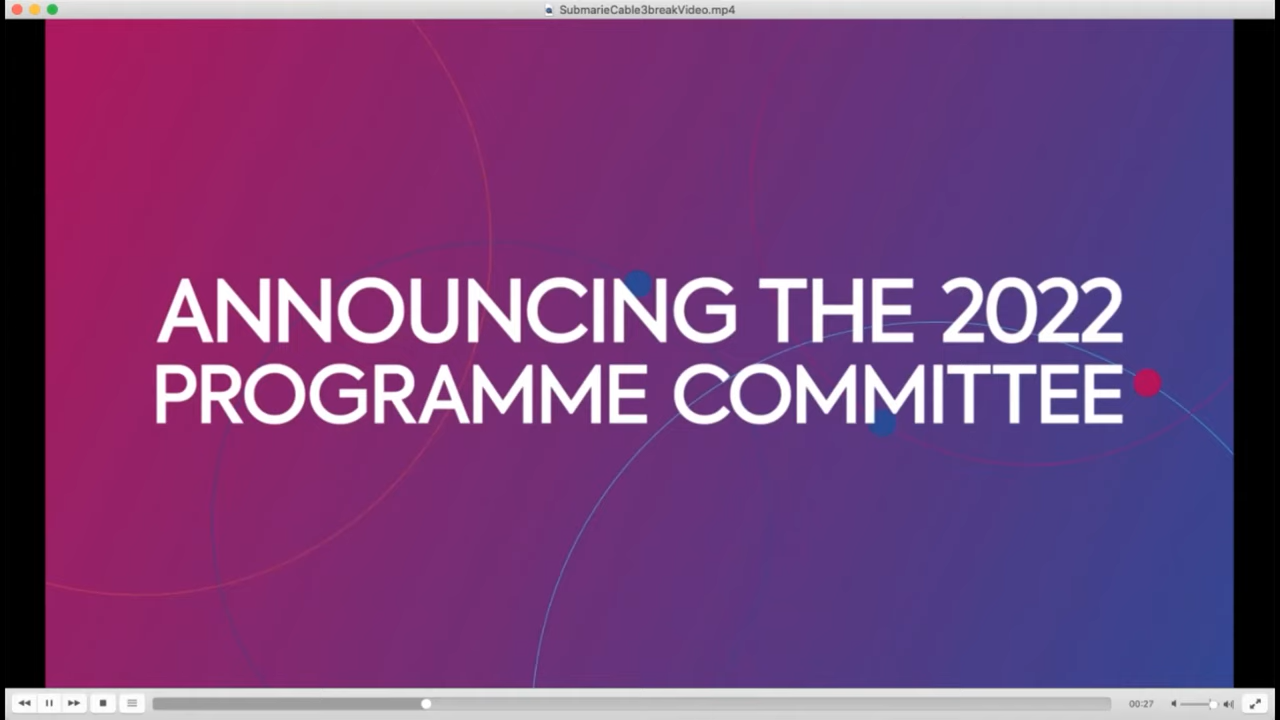 SubmarieCable3breakVideo.mp4
ANNOUNCING THE 2022
PROGRAMME COMMITTEE
00:27